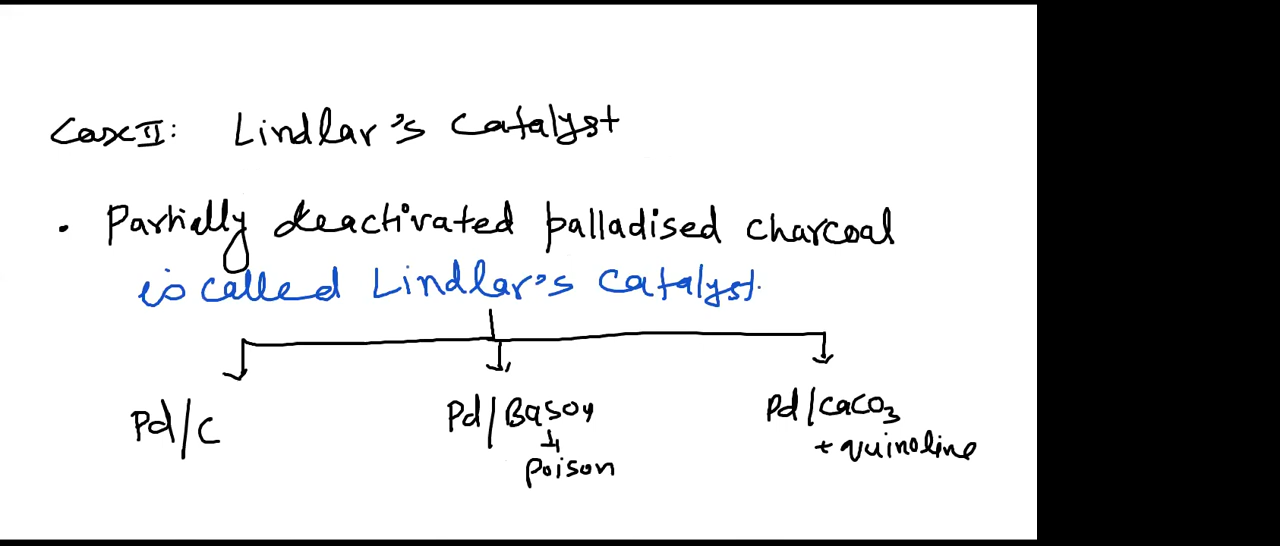 Case II: Lindlar's Catalyst
. Partially deactivated palladised charcoal
is called Lindlar's Catalyst.
Pd/C Pd/BaSO4 Pd/CaCO3
+ quinoline
Poison